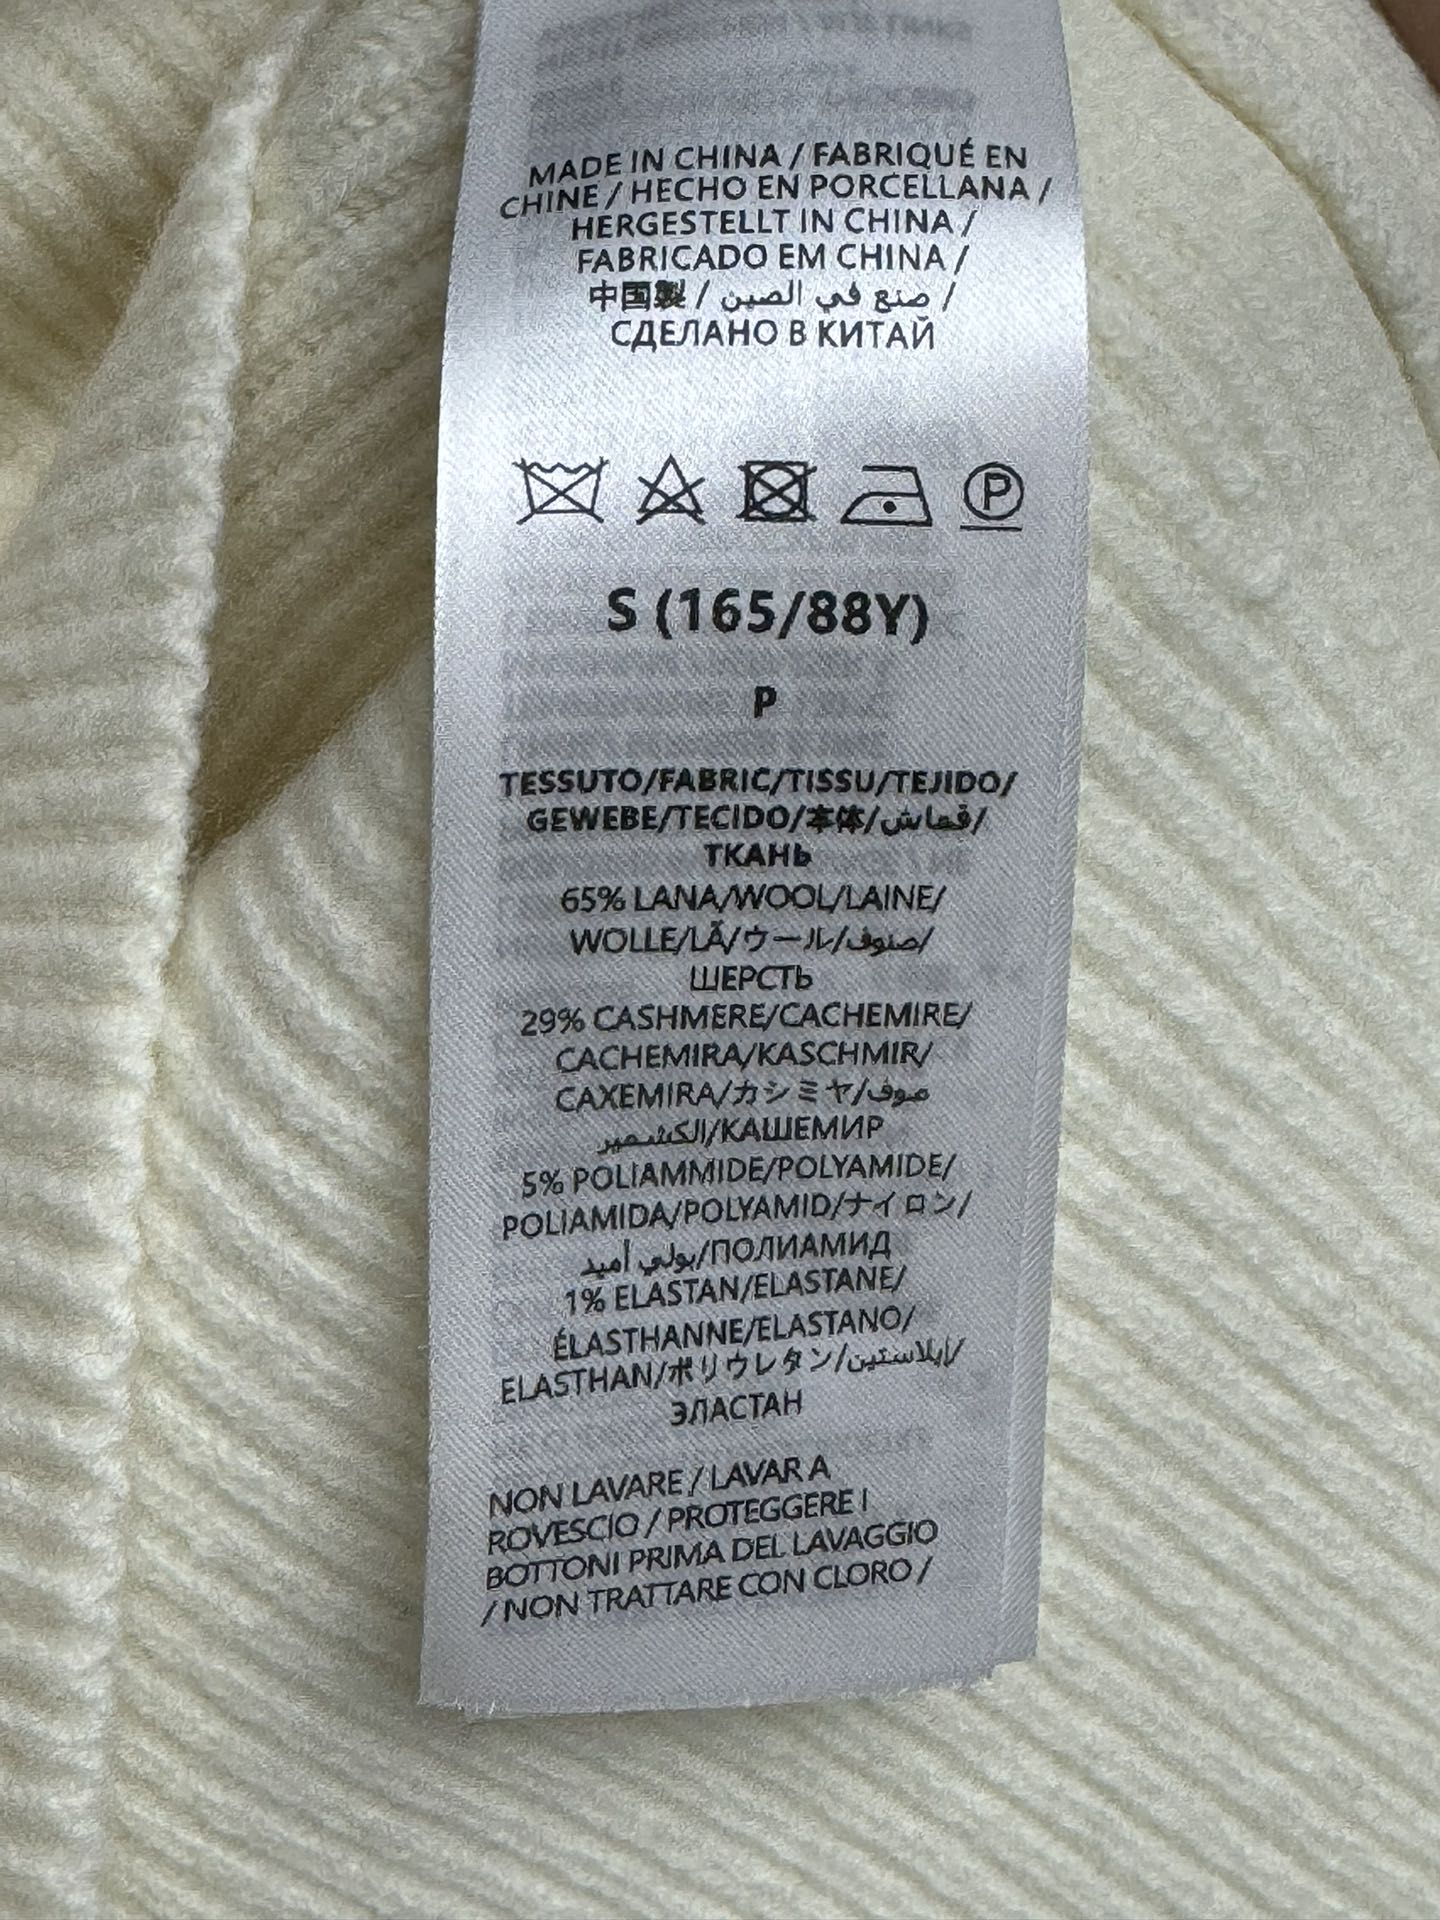 MADE IN CHINA / FABRIQUÉ EN
CHINE / HECHO EN PORCELLANA /
HERGESTELLT IN CHINA /
FABRICADO EM CHINA /
中国製 / صنع في الصين /
СДЕЛАНО В КИТАЙ
P
S (165/88Y)
P
TESSUTO/FABRIC/TISSU/TEJIDO/
GEWEBE/TECIDO/本体/قماش/
ТКАНЬ
65% LANA/WOOL/LAINE/
WOLLE/LÃ/ウール/صنوف/
ШЕРСТЬ
29% CASHMERE/CACHEMIRE/
CACHEMIRA/KASCHMIR/
CAXEMIRA/カシミヤ/صوف
الكشمير/КАШЕМИР
5% POLIAMMIDE/POLYAMIDE/
POLIAMIDA/POLYAMID/ナイロン/
بولي أميد/ПОЛИАМИД
1% ELASTAN/ELASTANE/
ÉLASTHANNE/ELASTANO/
ELASTHAN/ポリウレタン/إيلاستين/
ЭЛАСТАН
NON LAVARE / LAVAR A
ROVESCIO / PROTEGGERE I
BOTTONI PRIMA DEL LAVAGGIO
/ NON TRATTARE CON CLORO /